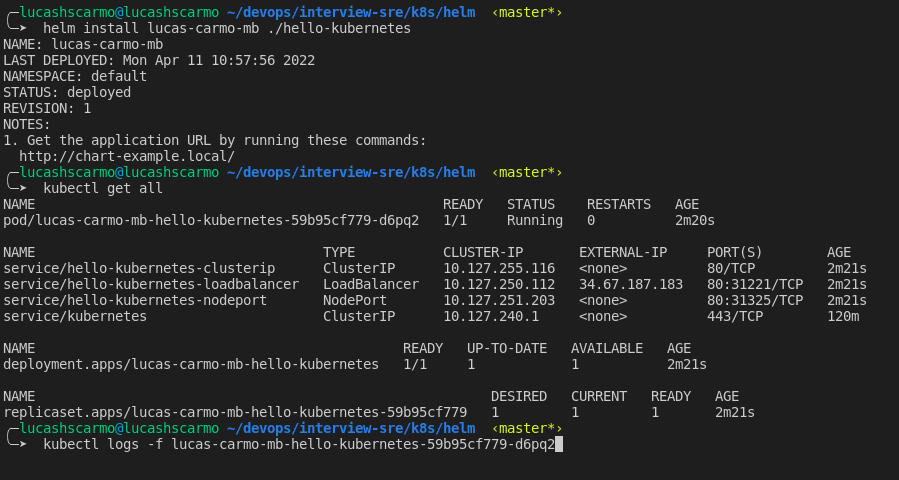 ╭─lucashscarmo@lucashscarmo ~/devops/interview-sre/k8s/helm ‹master*›
╰─➤ helm install lucas-carmo-mb ./hello-kubernetes
NAME: lucas-carmo-mb
LAST DEPLOYED: Mon Apr 11 10:57:56 2022
NAMESPACE: default
STATUS: deployed
REVISION: 1
NOTES:
1. Get the application URL by running these commands:
http://chart-example.local/
╭─lucashscarmo@lucashscarmo ~/devops/interview-sre/k8s/helm ‹master*›
╰─➤ kubectl get all
NAME READY STATUS RESTARTS AGE
pod/lucas-carmo-mb-hello-kubernetes-59b95cf779-d6pq2 1/1 Running 0 2m20s
NAME TYPE CLUSTER-IP EXTERNAL-IP PORT(S) AGE
service/hello-kubernetes-clusterip ClusterIP 10.127.255.116 <none> 80/TCP 2m21s
service/hello-kubernetes-loadbalancer LoadBalancer 10.127.250.112 34.67.187.183 80:31221/TCP 2m21s
service/hello-kubernetes-nodeport NodePort 10.127.251.203 <none> 80:31325/TCP 2m21s
service/kubernetes ClusterIP 10.127.240.1 <none> 443/TCP 120m
NAME READY UP-TO-DATE AVAILABLE AGE
deployment.apps/lucas-carmo-mb-hello-kubernetes 1/1 1 1 2m21s
NAME DESIRED CURRENT READY AGE
replicaset.apps/lucas-carmo-mb-hello-kubernetes-59b95cf779 1 1 1 2m21s
╭─lucashscarmo@lucashscarmo ~/devops/interview-sre/k8s/helm ‹master*›
╰─➤ kubectl logs -f lucas-carmo-mb-hello-kubernetes-59b95cf779-d6pq2